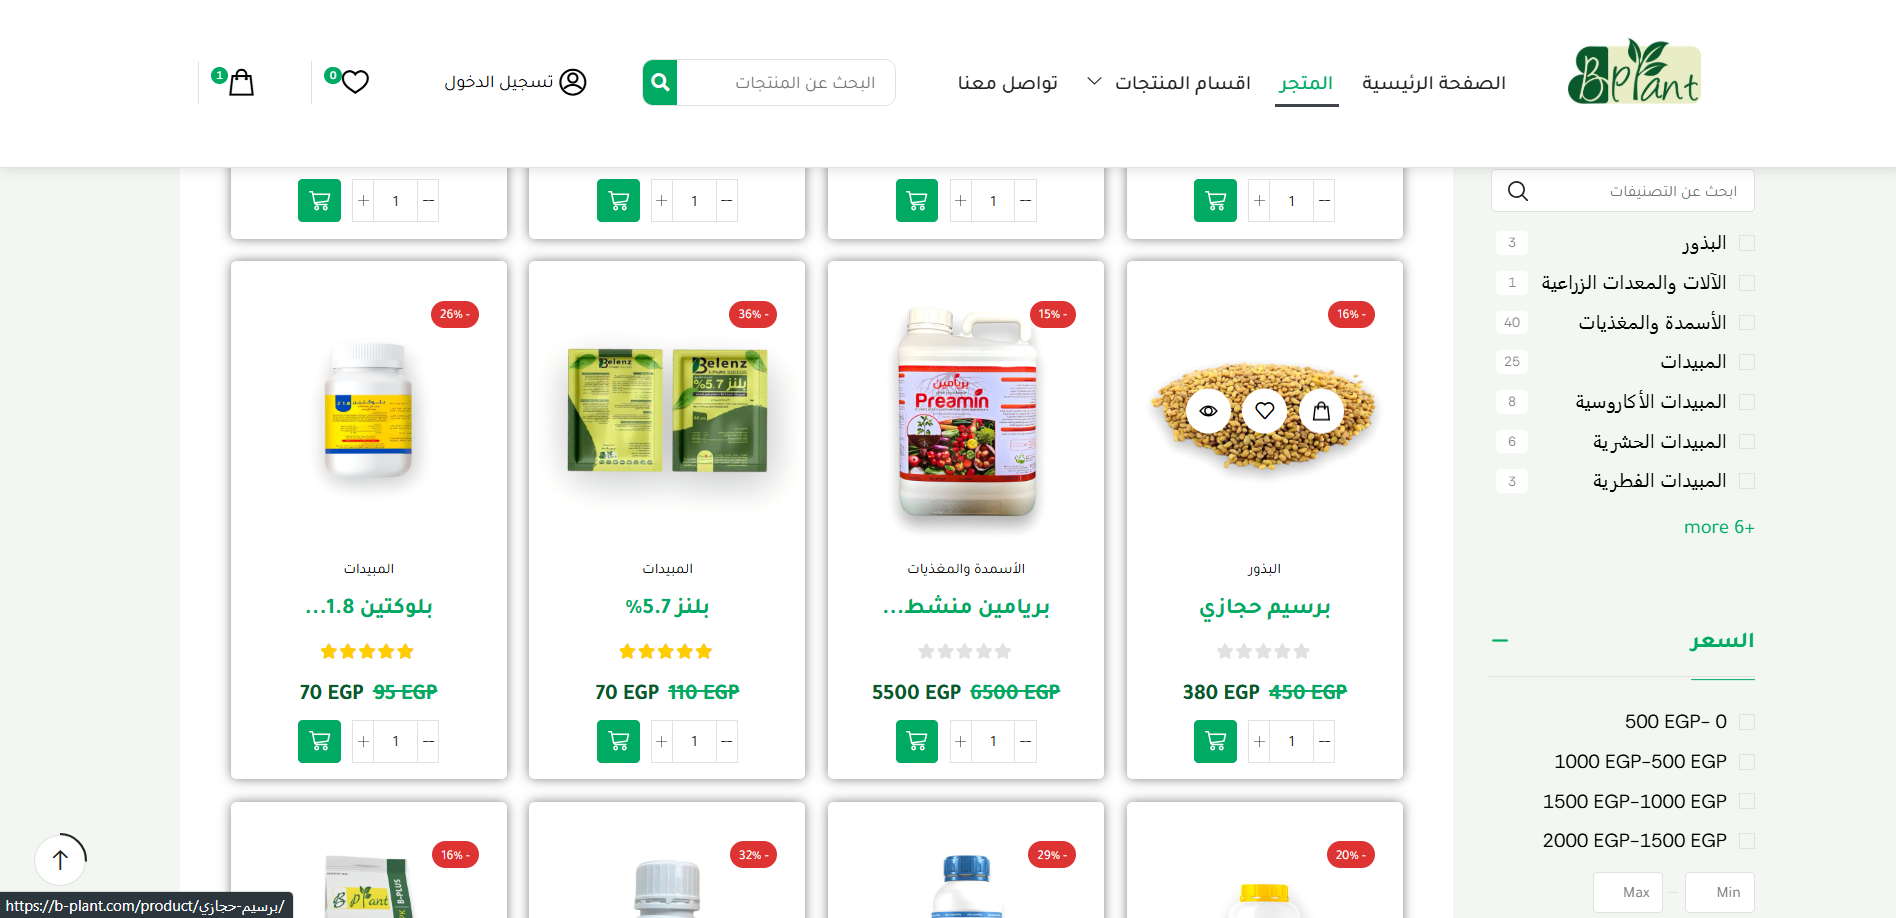 BPlant
الصفحة الرئيسية
المتجر
اقسام المنتجات
تواصل معنا
البحث عن المنتجات
تسجيل الدخول
0
1
ابحث عن التصنيفات
البذور 3
الآلات والمعدات الزراعية 1
الأسمدة والمغذيات 40
المبيدات 25
المبيدات الأكاروسية 8
المبيدات الحشرية 6
المبيدات الفطرية 3
more 6+
السعر
500 EGP- 0
1000 EGP-500 EGP
1500 EGP-1000 EGP
2000 EGP-1500 EGP
Min – Max
-- 1 +
-- 1 +
-- 1 +
-- 1 +
16% -
البذور
برسيم حجازي
380 EGP 450 EGP
-- 1 +
15% -
بريامين
Preamin
الأسمدة والمغذيات
بريامين منشط...
5500 EGP 6500 EGP
-- 1 +
36% -
Belenz
Belenz
بلنز 5.7%
المبيدات
بلنز 5.7%
70 EGP 110 EGP
-- 1 +
26% -
بلوكتين 1.8
المبيدات
بلوكتين 1.8...
70 EGP 95 EGP
-- 1 +
20% -
29% -
32% -
16% -
BPlant
B-PLUS
https://b-plant.com/product/برسيم-حجازي/